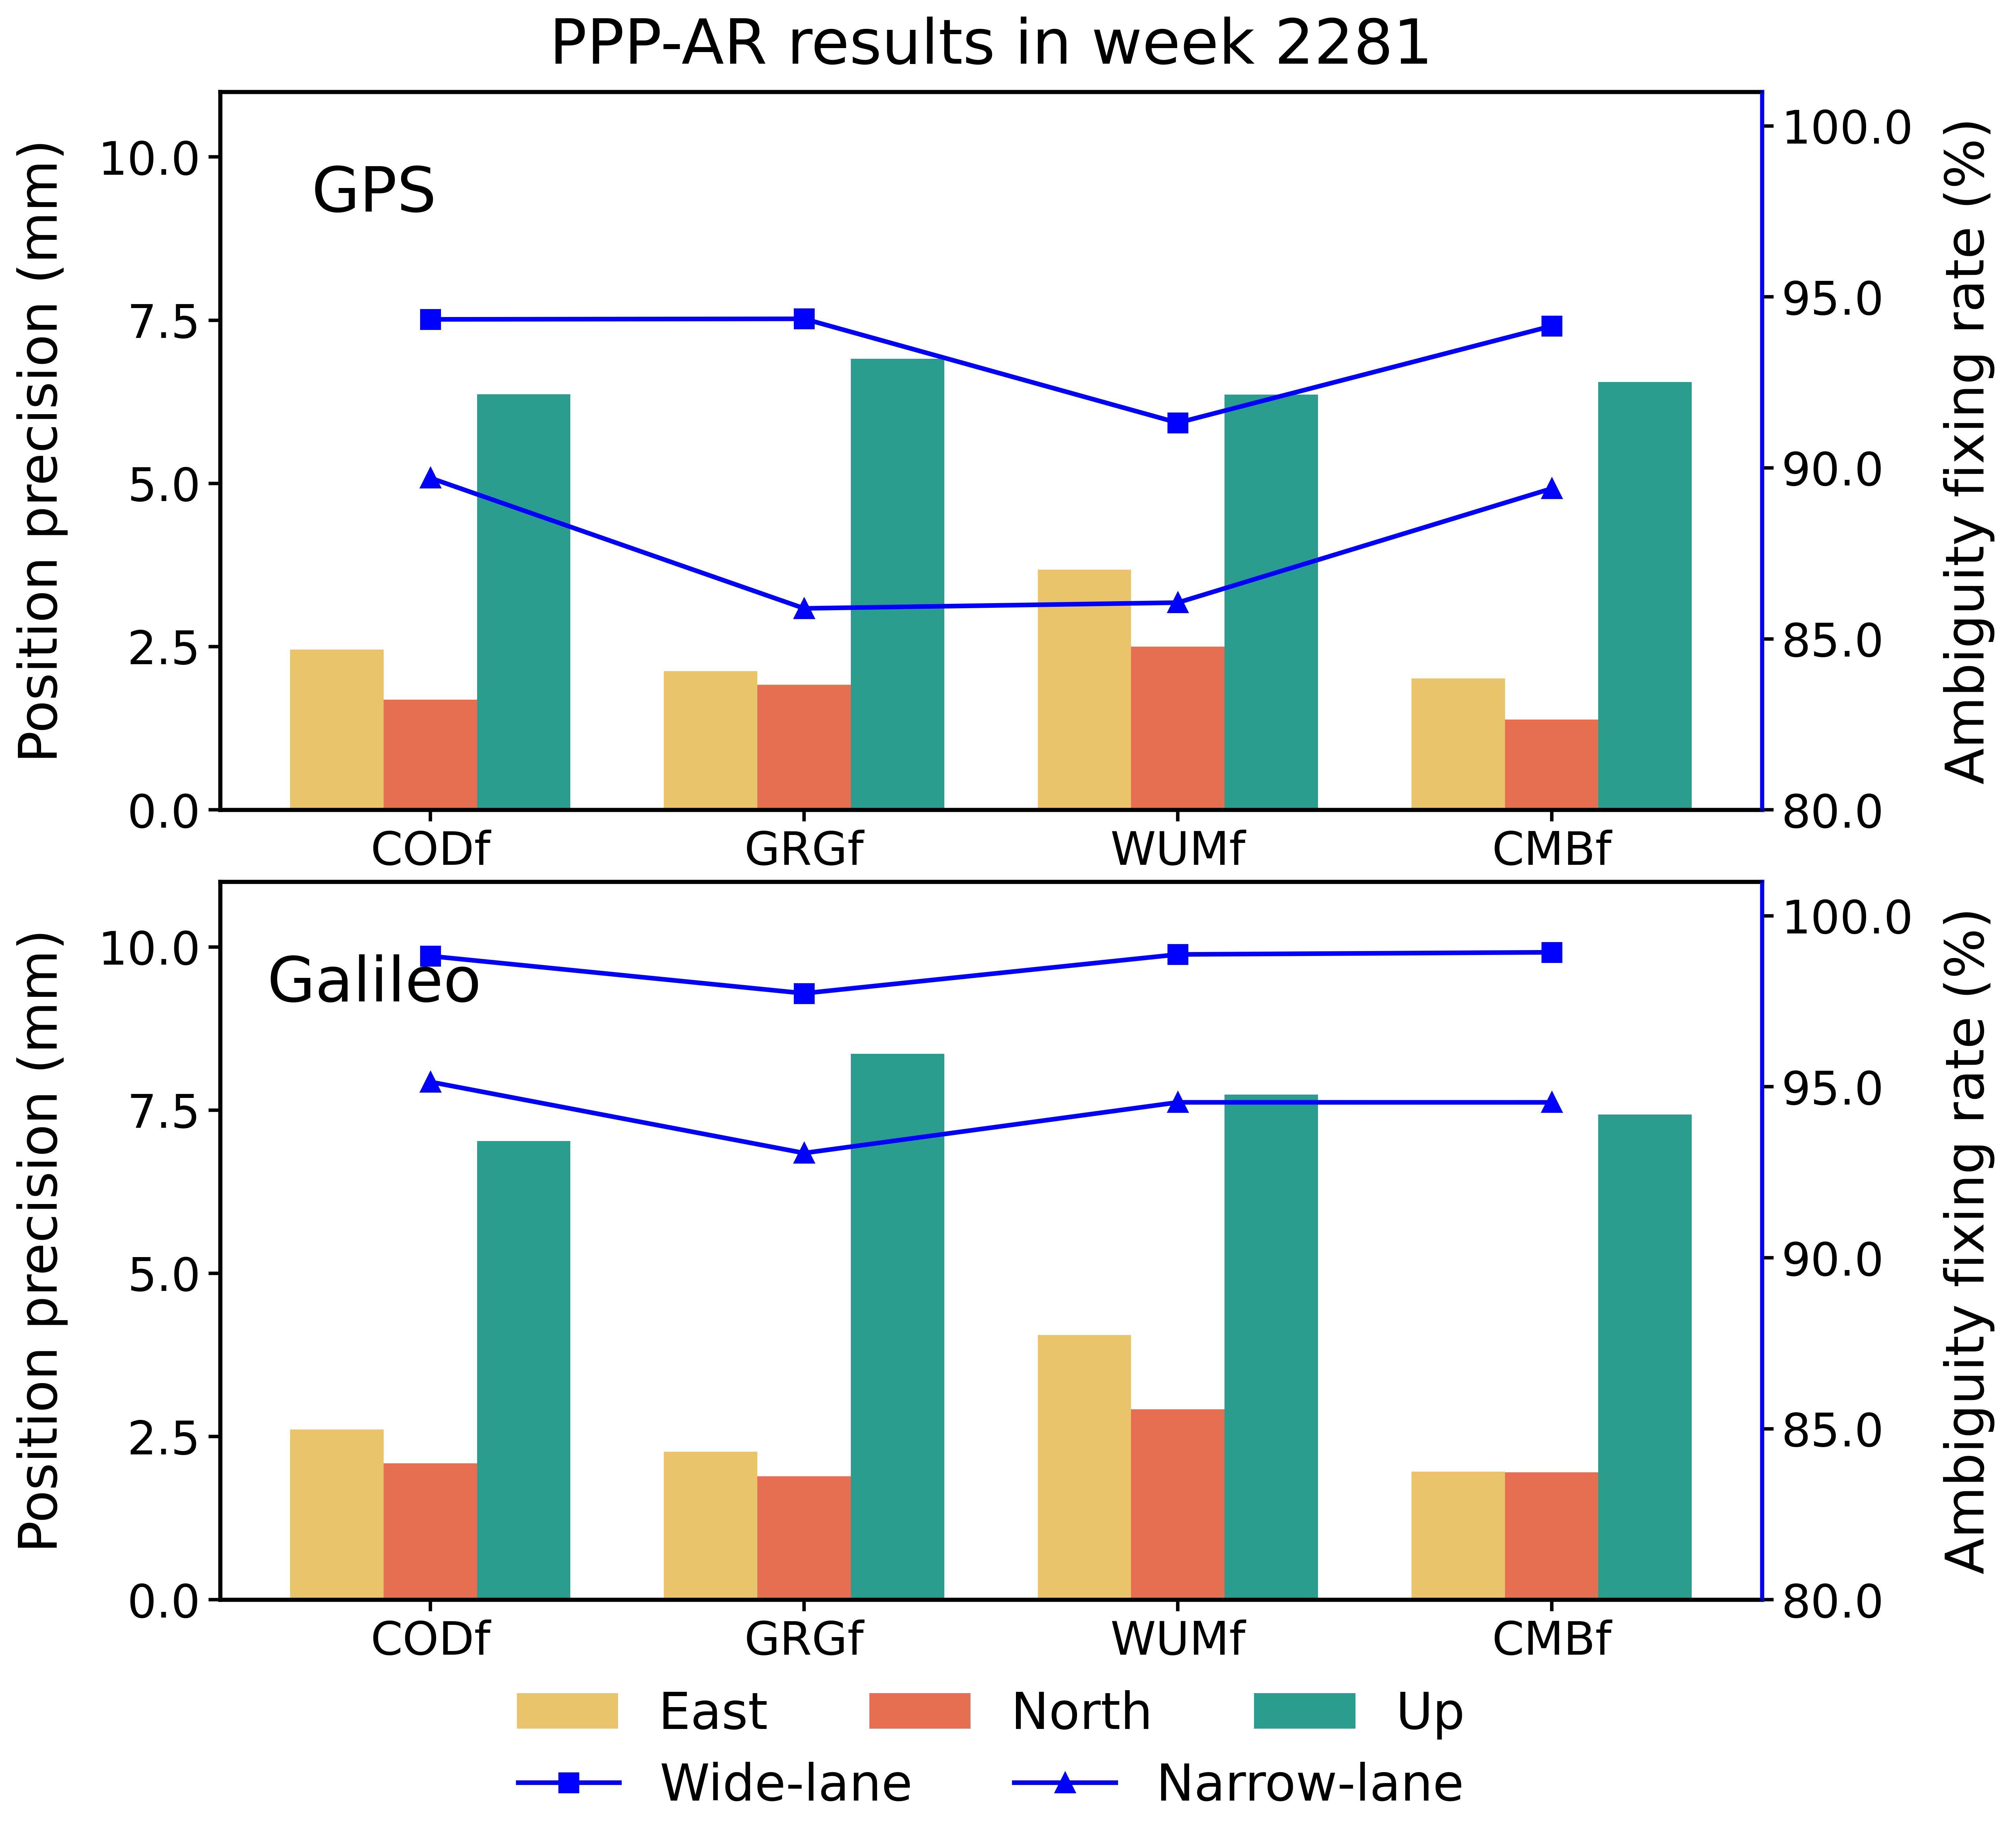 PPP-AR results in week 2281
Position precision (mm)
10.0
7.5
5.0
2.5
0.0
GPS
100.0
95.0
90.0
85.0
80.0
Ambiguity fixing rate (%)
CODf GRGf WUMf CMBf
Position precision (mm)
10.0
7.5
5.0
2.5
0.0
Galileo
100.0
95.0
90.0
85.0
80.0
Ambiguity fixing rate (%)
CODf GRGf WUMf CMBf
East North Up
Wide-lane Narrow-lane